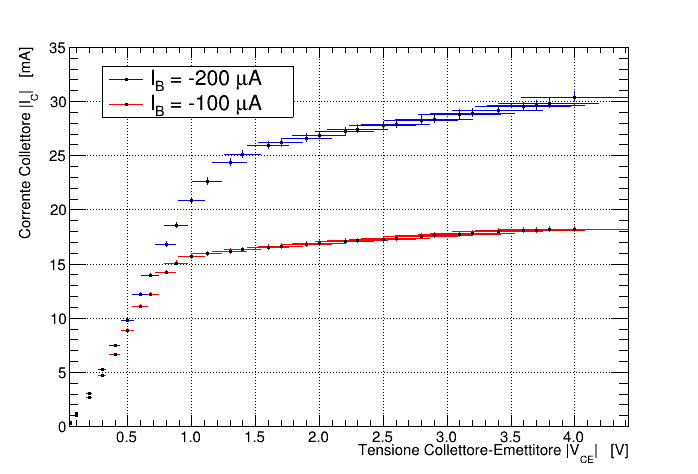 Corrente Collettore |I_C| [mA]
35
30
25
20
15
10
5
0
I_B = -200 μA
I_B = -100 μA
0.5 1.0 1.5 2.0 2.5 3.0 3.5 4.0
Tensione Collettore-Emettitore |V_CE| [V]